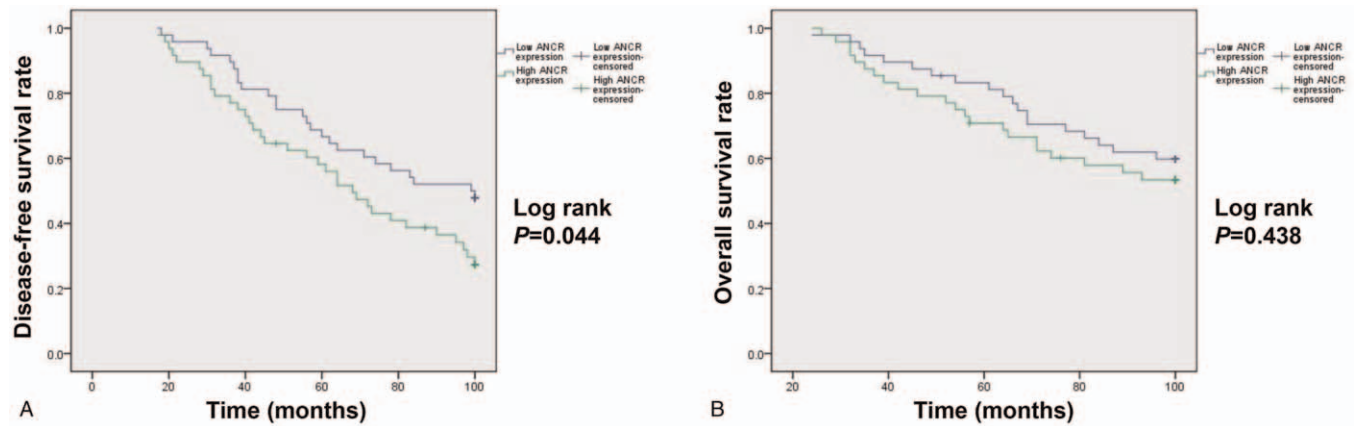 Disease-free survival rate
1.0
0.8
0.6
0.4
0.2
0.0
0 20 40 60 80 100
Time (months)
A
Low ANCR
expression
High ANCR
expression
Low ANCR
expression-
censored
High ANCR
expression-
censored
Log rank
P=0.044
Overall survival rate
1.0
0.8
0.6
0.4
0.2
0.0
20 40 60 80 100
Time (months)
B
Low ANCR
expression
High ANCR
expression
Low ANCR
expression-
censored
High ANCR
expression-
censored
Log rank
P=0.438